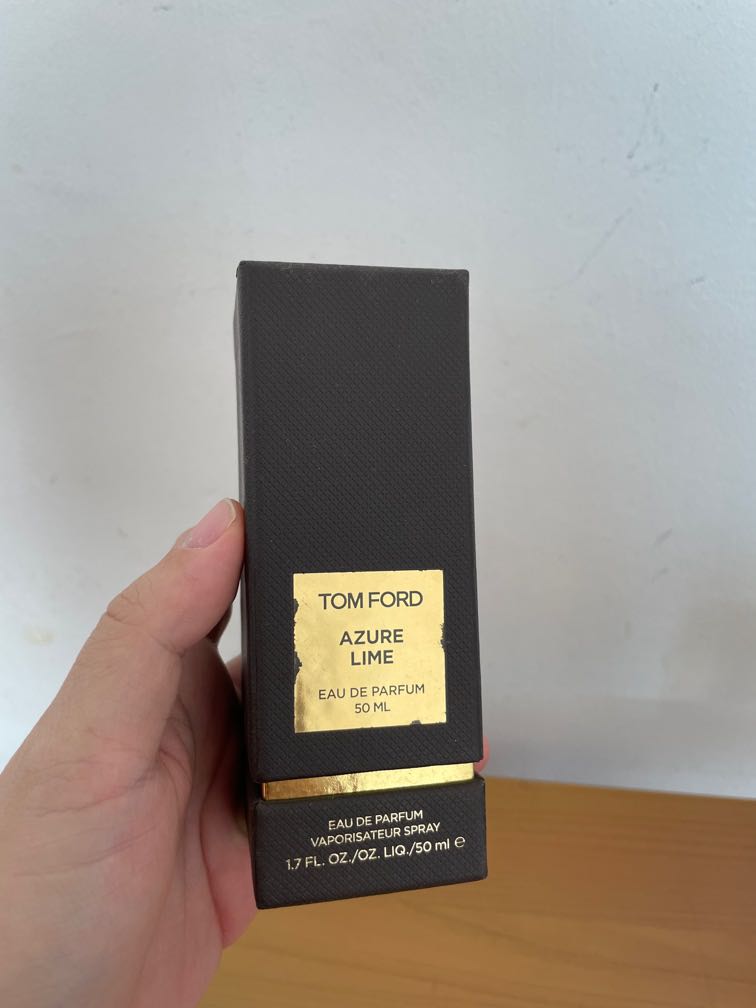 TOM FORD
AZURE
LIME
EAU DE PARFUM
50 ML
EAU DE PARFUM
VAPORISATEUR SPRAY
1.7 FL. OZ./OZ. LIQ./50 ml ℮